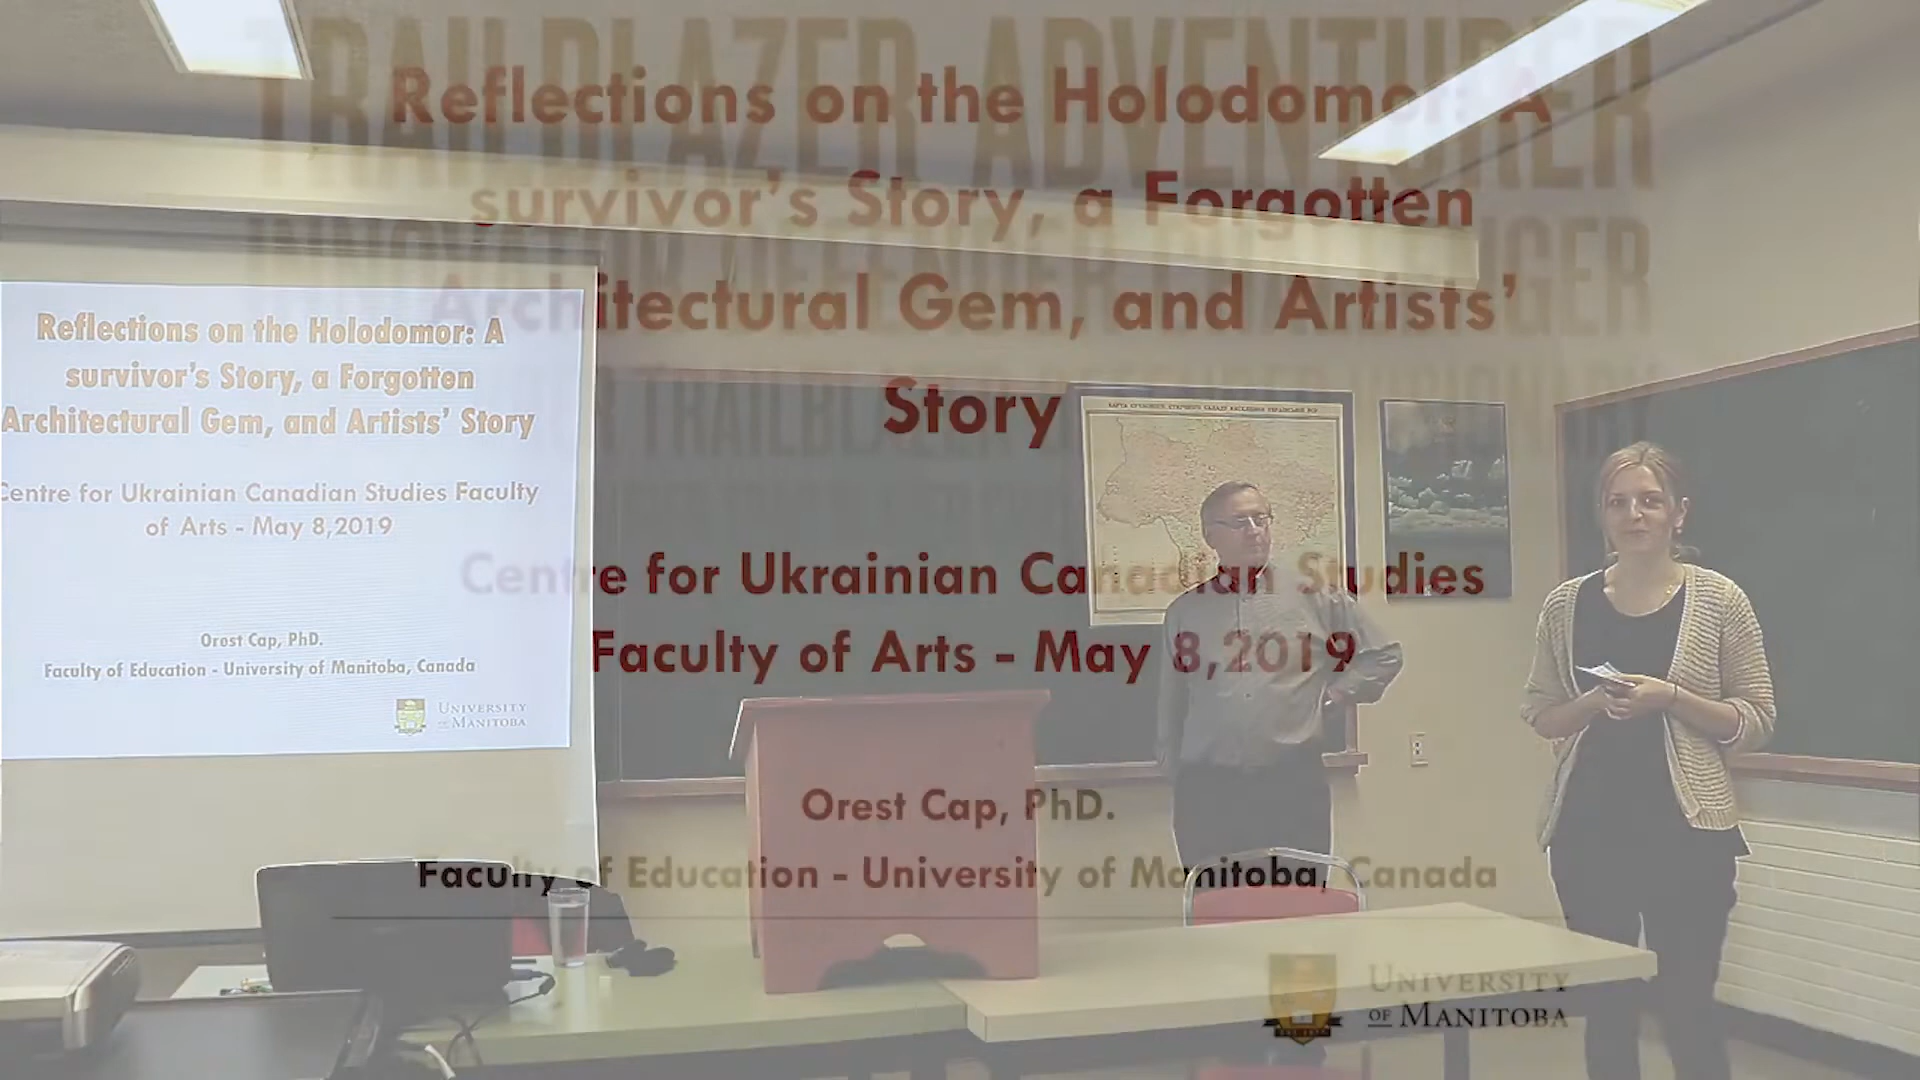 TRAILBLAZER ADVENTURER
Reflections on the Holodomor: A
survivor's Story, a Forgotten
Architectural Gem, and Artists'
Story
Centre for Ukrainian Canadian Studies
Faculty of Arts - May 8,2019
Orest Cap, PhD.
Faculty of Education - University of Manitoba, Canada
UNIVERSITY
OF MANITOBA
Reflections on the Holodomor: A
survivor's Story, a Forgotten
Architectural Gem, and Artists' Story
Centre for Ukrainian Canadian Studies Faculty
of Arts - May 8,2019
Orest Cap, PhD.
Faculty of Education - University of Manitoba, Canada
UNIVERSITY
OF MANITOBA